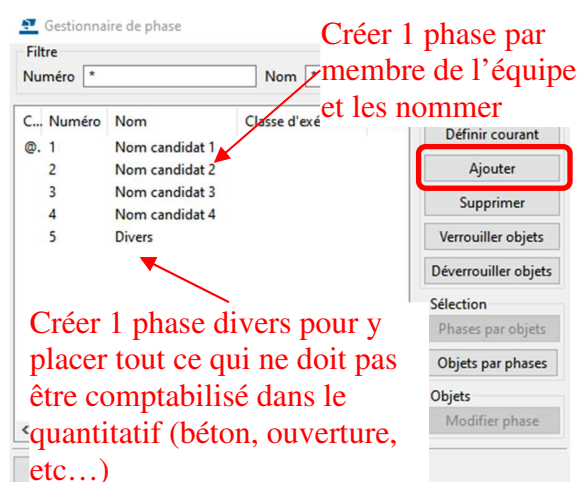 Gestionnaire de phase
Créer 1 phase par
membre de l'équipe
et les nommer
Filtre
Numéro * Nom *
C... Numéro Nom Classe d'exé
@. 1 Nom candidat 1
2 Nom candidat 2
3 Nom candidat 3
4 Nom candidat 4
5 Divers
Définir courant
Ajouter
Supprimer
Verrouiller objets
Déverrouiller objets
Sélection
Phases par objets
Objets par phases
Objets
Modifier phase
Créer 1 phase divers pour y
placer tout ce qui ne doit pas
être comptabilisé dans le
quantitatif (béton, ouverture,
etc…)